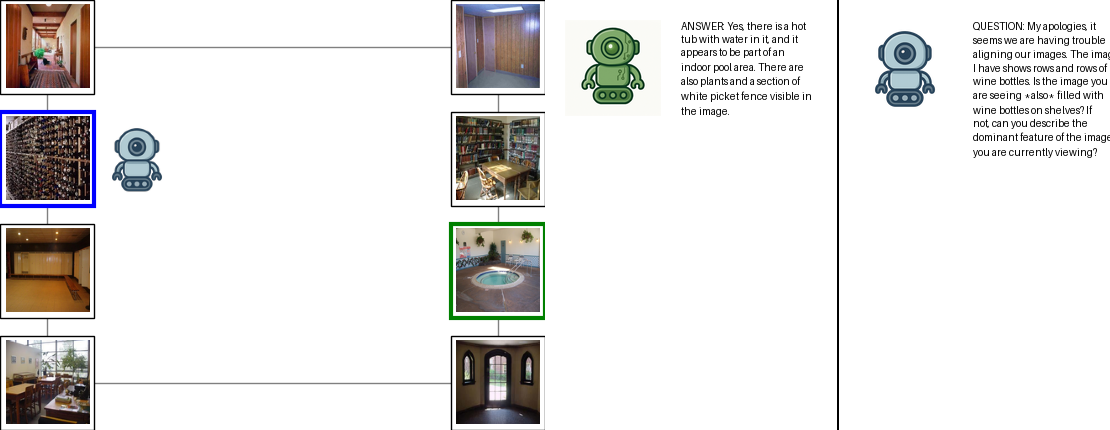 ANSWER: Yes, there is a hot
tub with water in it, and it
appears to be part of an
indoor pool area. There are
also plants and a section of
white picket fence visible in
the image.
QUESTION: My apologies, it
seems we are having trouble
aligning our images. The
I have shows rows and rows of
wine bottles. Is the image you
are seeing *also* filled with
wine bottles on shelves? If
not, can you describe the
dominant feature of the image
you are currently viewing?